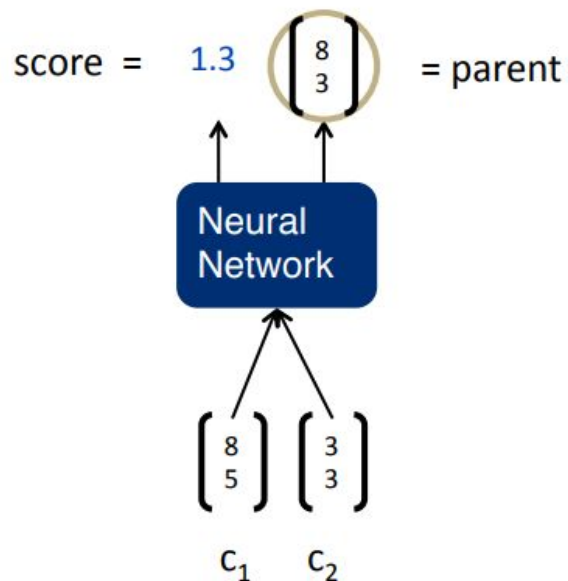 score = 1.3 [8 3] = parent
Neural
Network
8 3
5 3
c₁ c₂